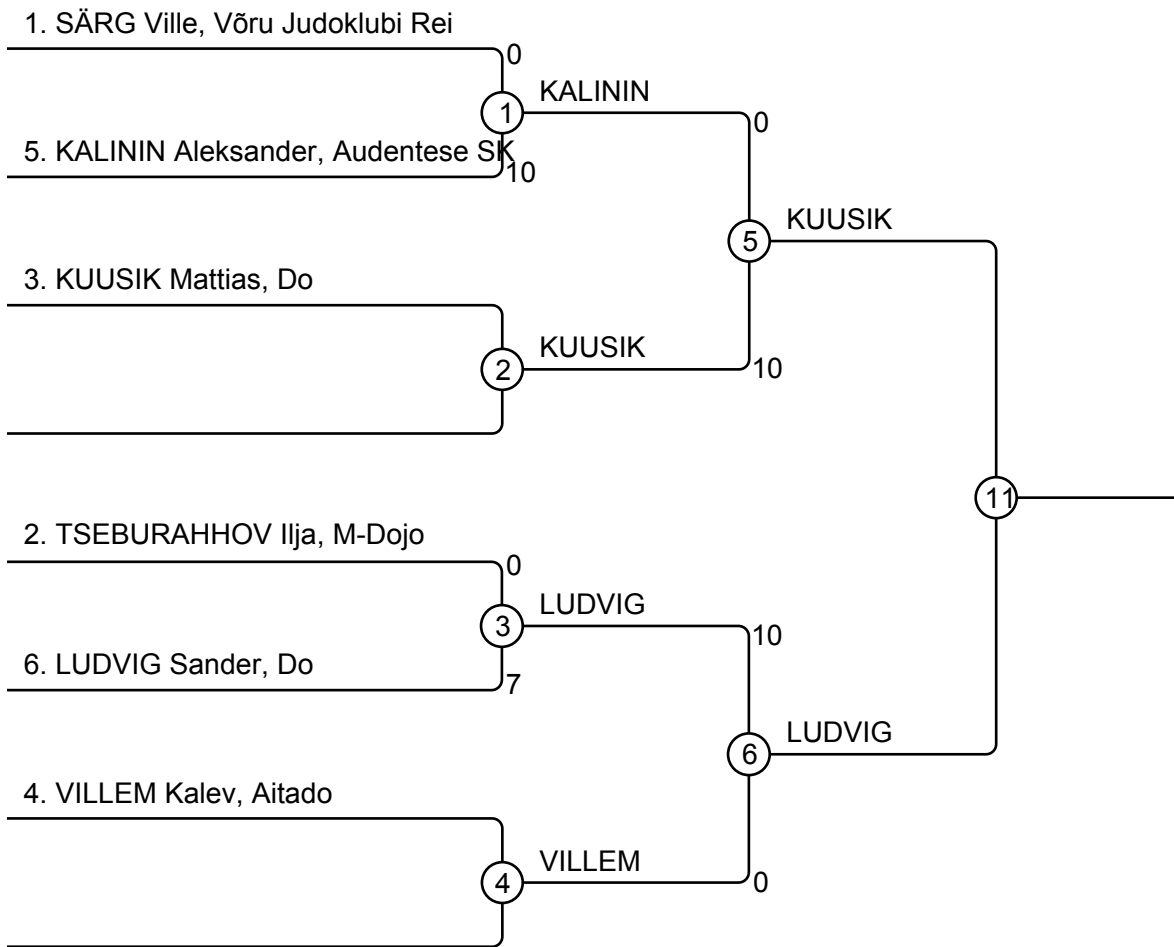 1. SÄRG Ville, Võru Judoklubi Rei
0
1
KALININ
0
5. KALININ Aleksander, Audentese SK
10
5
KUUSIK
3. KUUSIK Mattias, Do
2
KUUSIK
10
11
2. TSEBURAHHOV Ilja, M-Dojo
0
3
LUDVIG
10
6. LUDVIG Sander, Do
7
6
LUDVIG
4. VILLEM Kalev, Aitado
4
VILLEM
0